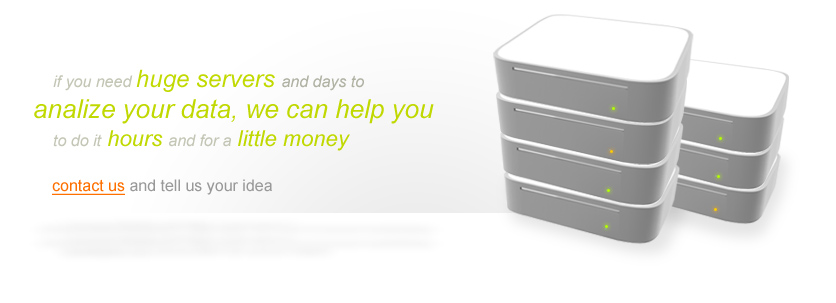 if you need huge servers and days to
analize your data, we can help you
to do it hours and for a little money
contact us and tell us your idea